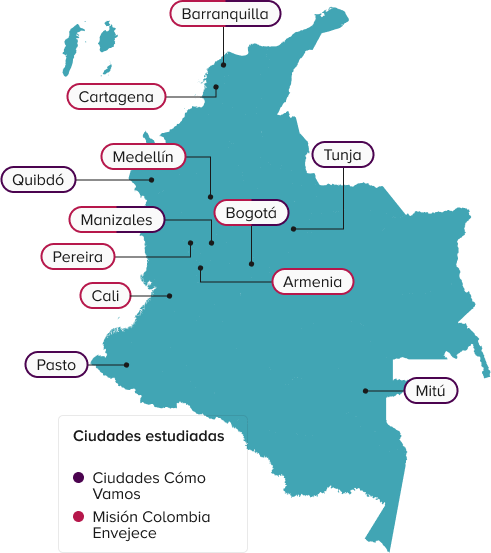 Barranquilla
Cartagena
Medellín
Tunja
Quibdó
Manizales
Bogotá
Pereira
Armenia
Cali
Pasto
Mitú
Ciudades estudiadas
Ciudades Cómo
Vamos
Misión Colombia
Envejece